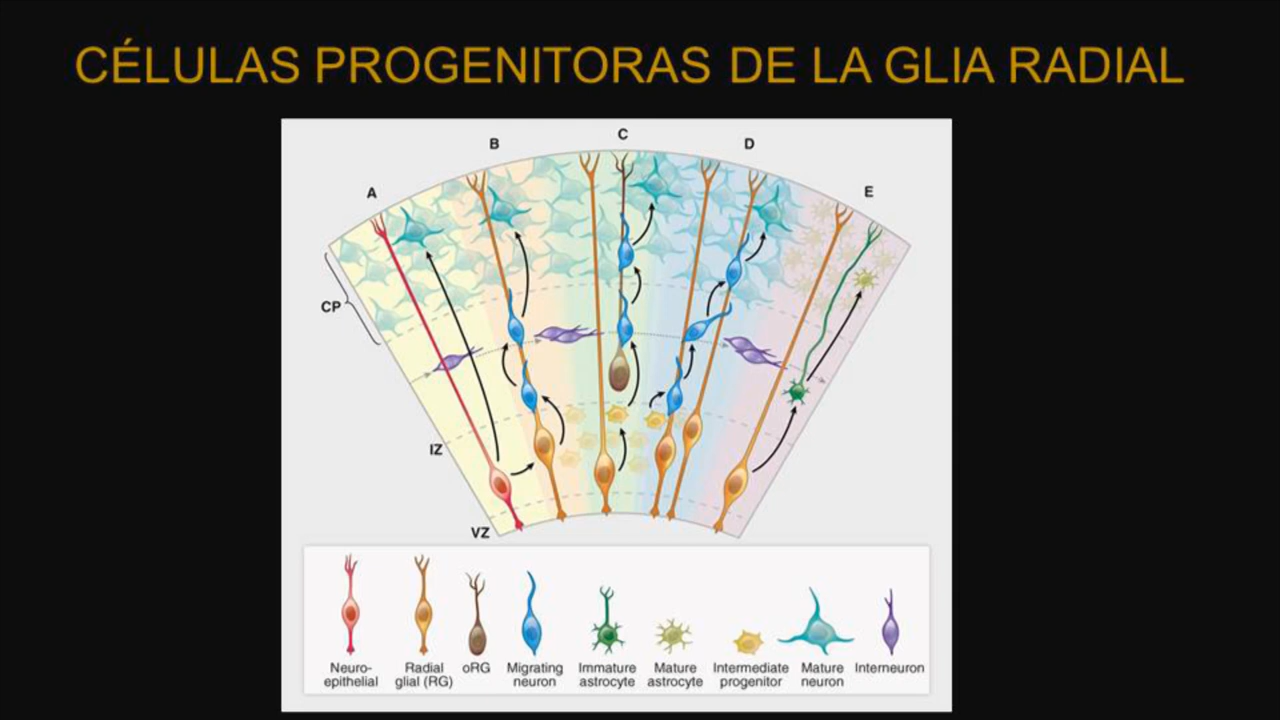 CÉLULAS PROGENITORAS DE LA GLIA RADIAL
A
B
C
D
E
CP
IZ
VZ
Neuro-
epithelial
Radial
glial (RG)
oRG
Migrating
neuron
Immature
astrocyte
Mature
astrocyte
Intermediate
progenitor
Mature
neuron
Interneuron